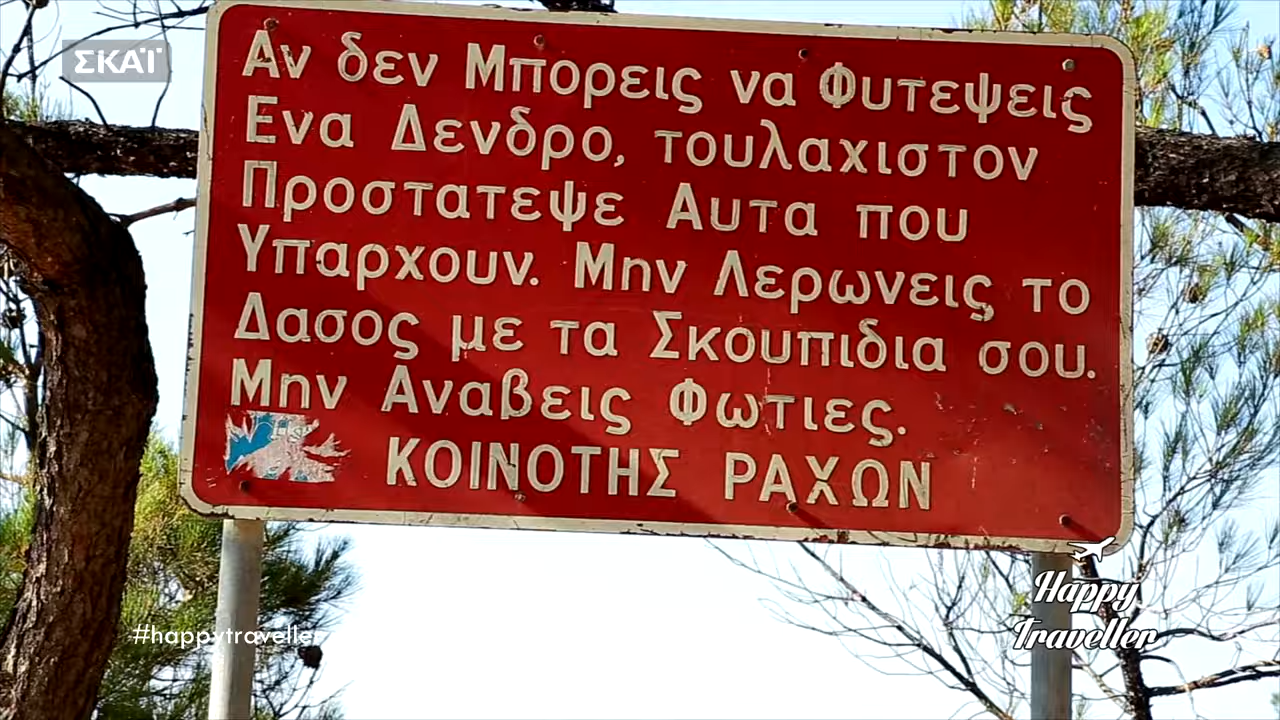 ΣΚΑΪ
Αν δεν Μπορεις να Φυτεψεις
Ενα Δενδρο, τουλαχιστον
Προστατεψε Αυτα που
Υπαρχουν. Μην Λερωνεις το
Δασος με τα Σκουπιδια σου.
Μην Αναβεις Φωτιες.
ΚΟΙΝΟΤΗΣ ΡΑΧΩΝ
Happy
Traveller
#happytraveller